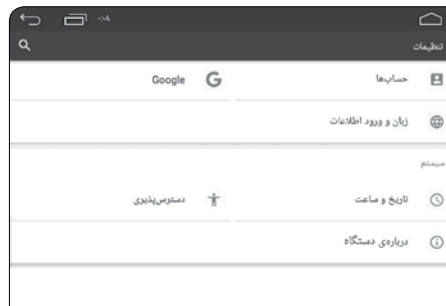 تنظیمات
حساب‌ها
Google
زبان و ورود اطلاعات
سیستم
تاریخ و ساعت
دسترس‌پذیری
درباره‌ی دستگاه